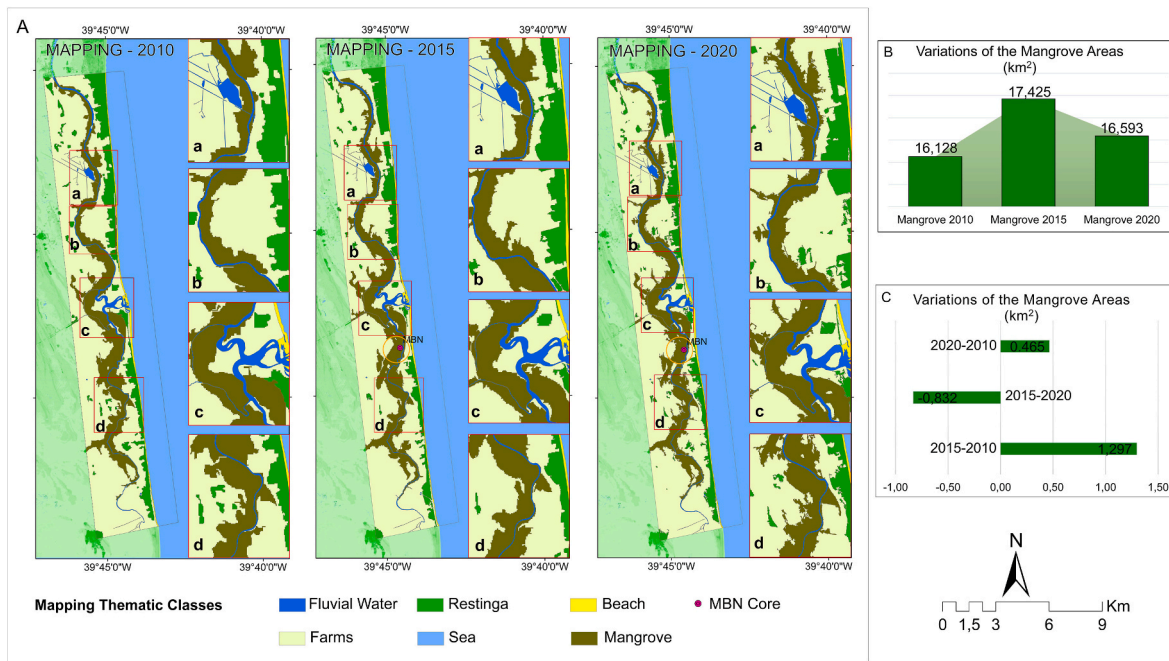 A
39°45'0"W
39°40'0"W
39°45'0"W
39°40'0"W
39°45'0"W
39°40'0"W
MAPPING - 2010
MAPPING - 2015
MAPPING - 2020
a
b
c
d
a
b
c
d
a
b
c
MBN
d
a
b
c
d
a
b
c
MBN
d
a
b
c
d
39°45'0"W
39°40'0"W
39°45'0"W
39°40'0"W
39°45'0"W
39°40'0"W
Mapping Thematic Classes
Fluvial Water
Restinga
Beach
MBN Core
Farms
Sea
Mangrove
B
Variations of the Mangrove Areas
(km²)
17,425
16,128
16,593
Mangrove 2010
Mangrove 2015
Mangrove 2020
C
Variations of the Mangrove Areas
(km²)
2020-2010
0.465
-0,832
2015-2020
2015-2010
1,297
-1,00
0,00
0,50
0,00
1,00
1,50
N
Km
0
1,5
3
6
9